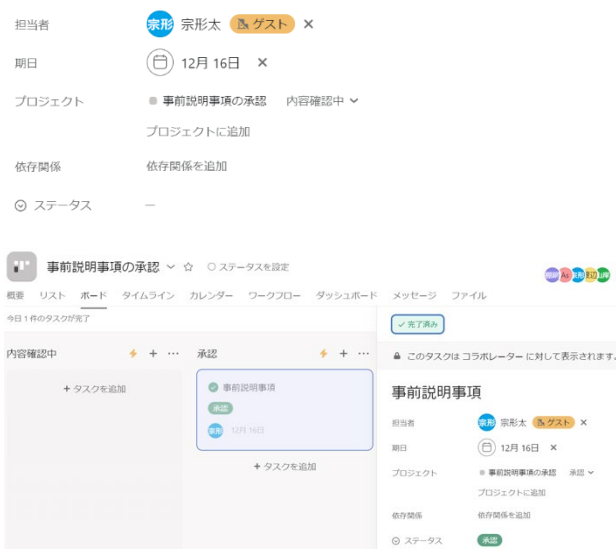 担当者 宗形 宗形太 ゲスト ×
期日 12月 16日 ×
プロジェクト 事前説明事項の承認 内容確認中
プロジェクトに追加
依存関係 依存関係を追加
ステータス —
事前説明事項の承認 ステータスを設定
概要 リスト ボード タイムライン カレンダー ワークフロー ダッシュボード メッセージ ファイル
今日 1 件のタスクが完了
✓ 完了済み
内容確認中 + … 承認 + …
このタスクは コラボレーター に対して表示されます。
+ タスクを追加
事前説明事項
承認
宗形 12月 16日
+ タスクを追加
事前説明事項
担当者 宗形 宗形太 ゲスト ×
期日 12月 16日 ×
プロジェクト 事前説明事項の承認 承認
プロジェクトに追加
依存関係 依存関係を追加
ステータス 承認